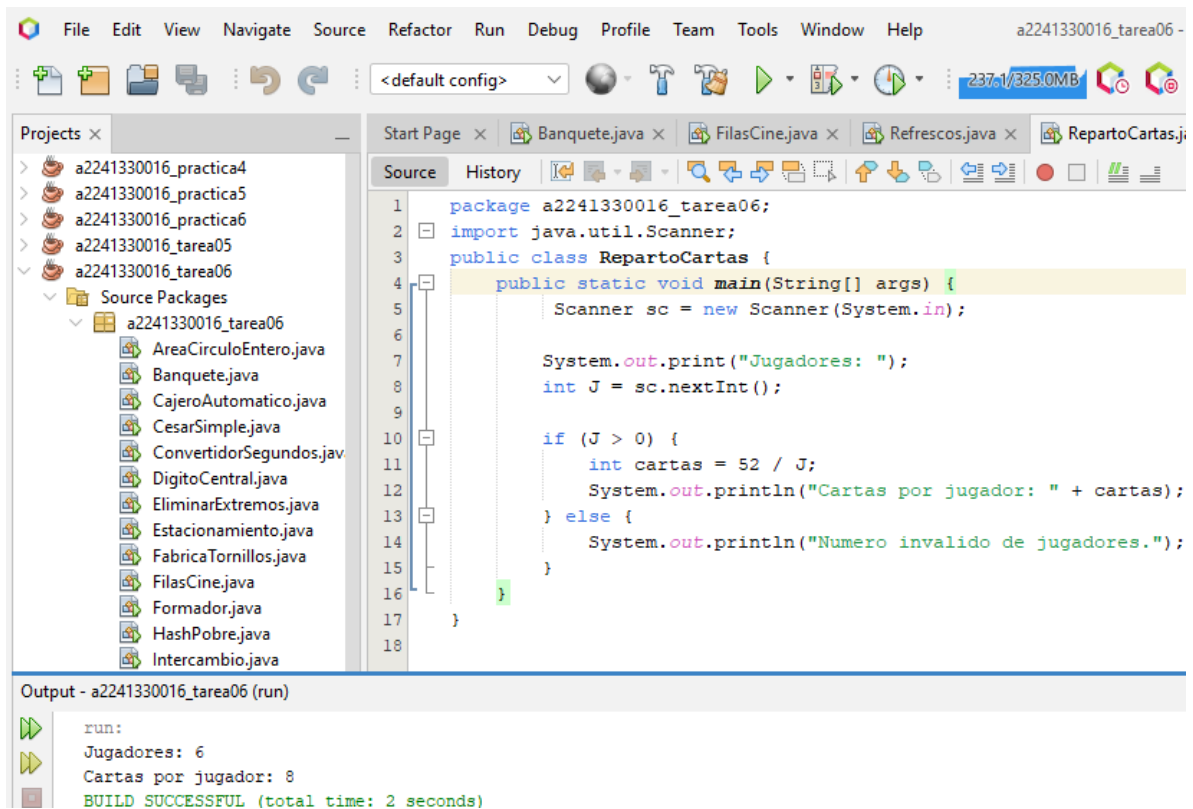 File Edit View Navigate Source Refactor Run Debug Profile Team Tools Window Help a2241330016_tarea06 -
<default config> 237.1/325.0MB
Projects
Start Page Banquete.java FilasCine.java Refrescos.java RepartoCartas.ja
Source History
a2241330016_practica4
a2241330016_practica5
a2241330016_practica6
a2241330016_tarea05
a2241330016_tarea06
Source Packages
a2241330016_tarea06
AreaCirculoEntero.java
Banquete.java
CajeroAutomatico.java
CesarSimple.java
ConvertidorSegundos.jav
DigitoCentral.java
EliminarExtremos.java
Estacionamiento.java
FabricaTornillos.java
FilasCine.java
Formador.java
HashPobre.java
Intercambio.java
1 package a2241330016_tarea06;
2 import java.util.Scanner;
3 public class RepartoCartas {
4 public static void main(String[] args) {
5 Scanner sc = new Scanner(System.in);
6
7 System.out.print("Jugadores: ");
8 int J = sc.nextInt();
9
10 if (J > 0) {
11 int cartas = 52 / J;
12 System.out.println("Cartas por jugador: " + cartas);
13 } else {
14 System.out.println("Numero invalido de jugadores.");
15 }
16 }
17 }
18
Output - a2241330016_tarea06 (run)
run:
Jugadores: 6
Cartas por jugador: 8
BUILD SUCCESSFUL (total time: 2 seconds)